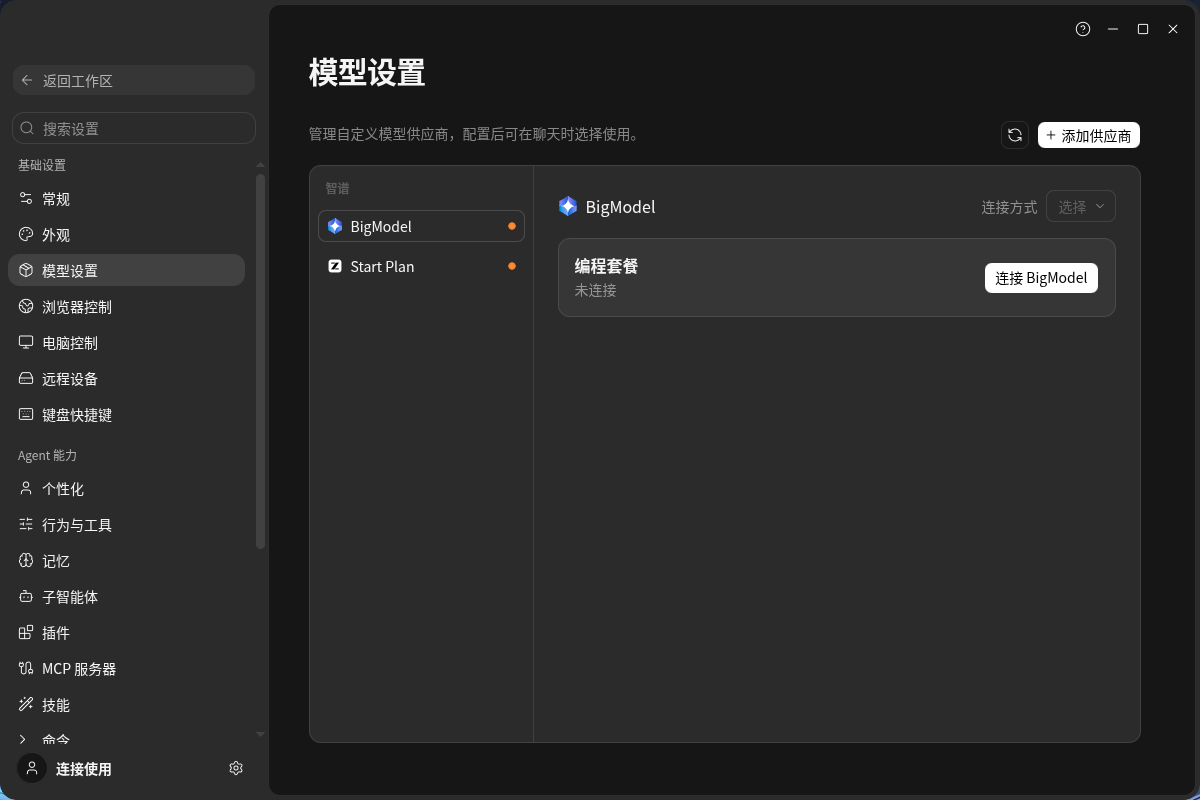 返回工作区
搜索设置
基础设置
常规
外观
模型设置
浏览器控制
电脑控制
远程设备
键盘快捷键
Agent 能力
个性化
行为与工具
记忆
子智能体
插件
MCP 服务器
技能
命令
连接使用
模型设置
管理自定义模型供应商，配置后可在聊天时选择使用。
添加供应商
智谱
BigModel
Start Plan
BigModel
连接方式
选择
编程套餐
未连接
连接 BigModel